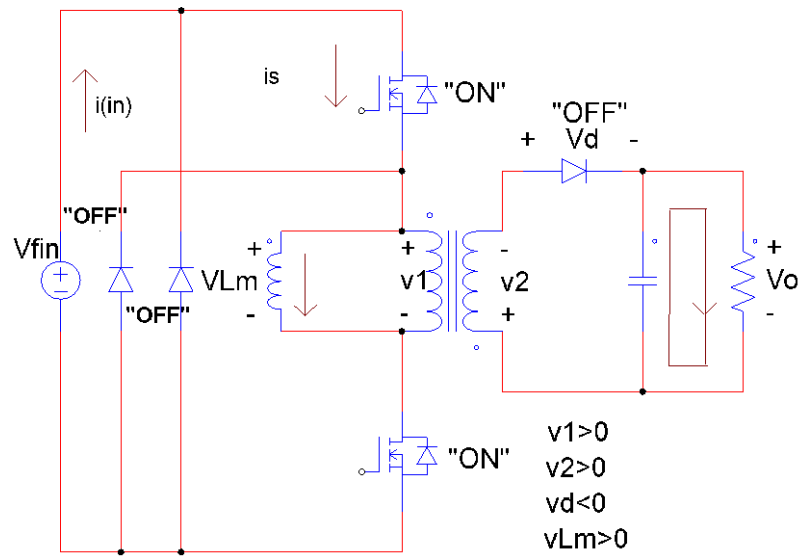 i(in)
is
"ON"
"OFF"
+ Vd -
"OFF"
Vfin
+
-
"OFF"
+
VLm
-
+
v1
-
-
v2
+
+
Vo
-
"ON"
v1>0
v2>0
vd<0
vLm>0